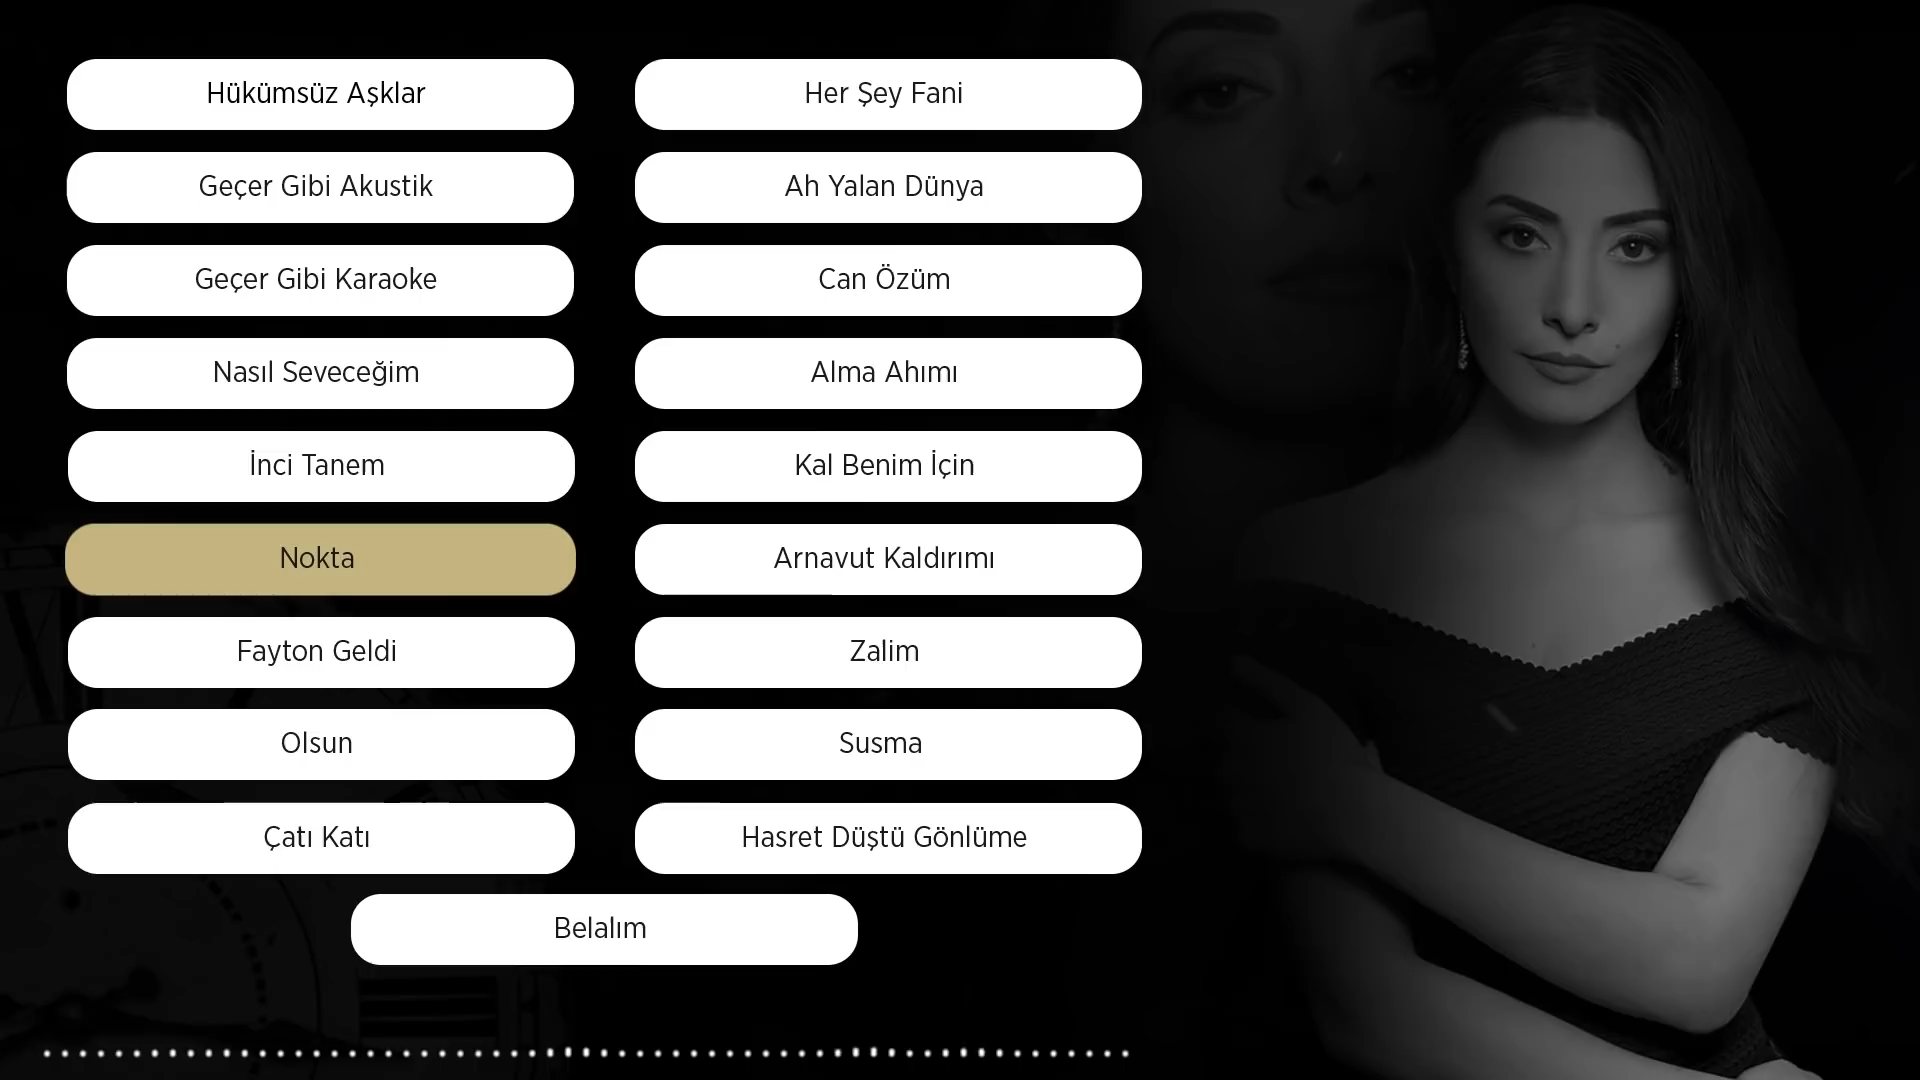 Hükümsüz Aşklar
Geçer Gibi Akustik
Geçer Gibi Karaoke
Nasıl Seveceğim
İnci Tanem
Nokta
Fayton Geldi
Olsun
Çatı Katı
Her Şey Fani
Ah Yalan Dünya
Can Özüm
Alma Ahımı
Kal Benim İçin
Arnavut Kaldırımı
Zalim
Susma
Hasret Düştü Gönlüme
Belalım